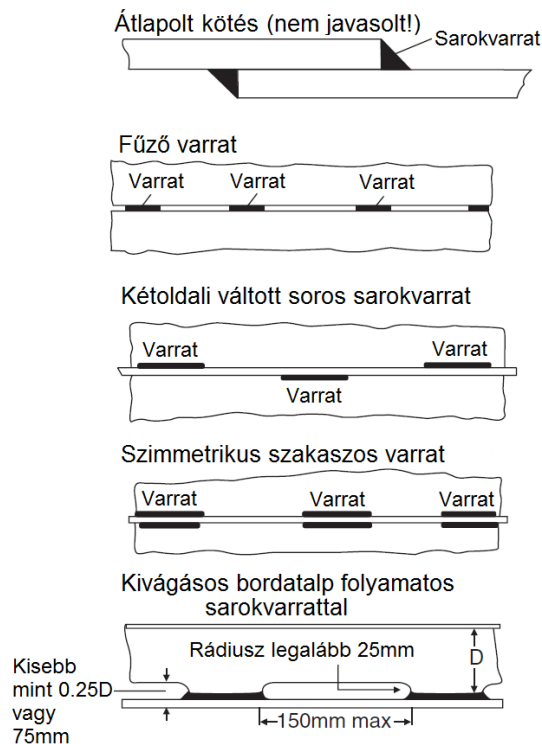 Átlapolt kötés (nem javasolt!)
Sarokvarrat
Fűző varrat
Varrat Varrat Varrat
Kétoldali váltott soros sarokvarrat
Varrat Varrat
Varrat
Szimmetrikus szakaszos varrat
Varrat Varrat Varrat
Kivágásos bordatalp folyamatos
sarokvarrattal
Rádiusz legalább 25mm
D
Kisebb
mint 0.25D
vagy
75mm
150mm max